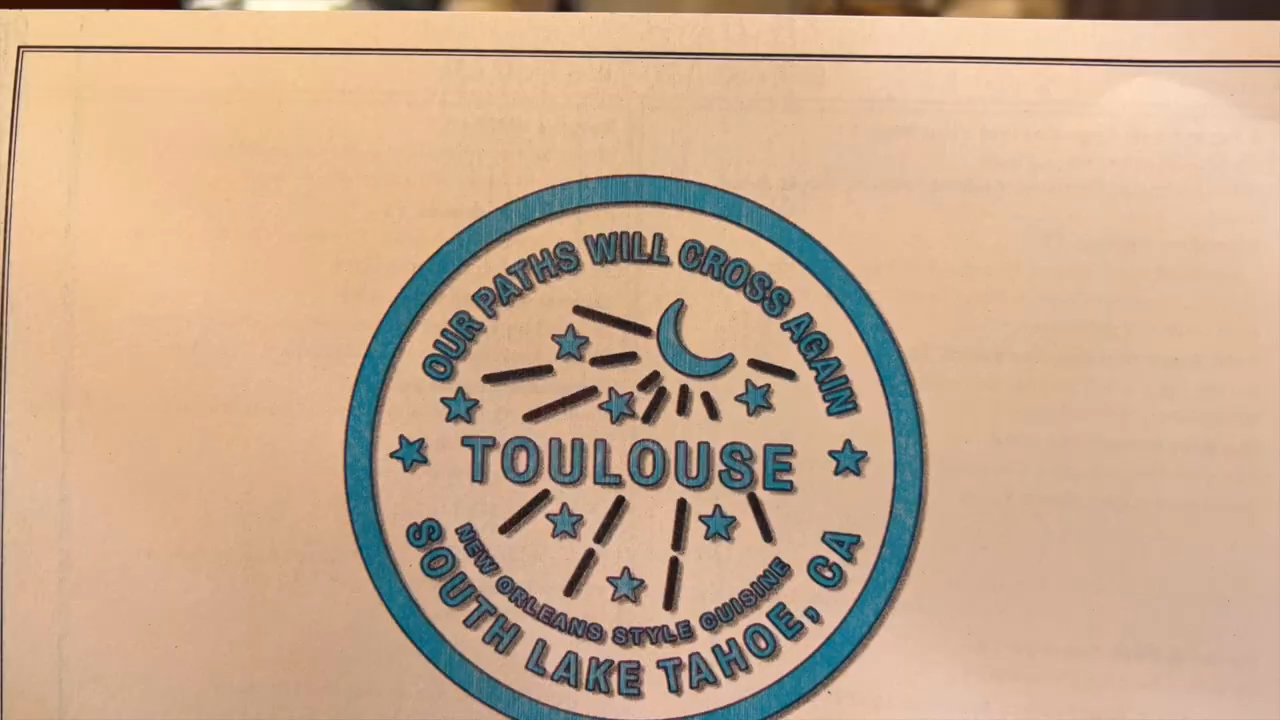 OUR PATHS WILL CROSS AGAIN
TOULOUSE
NEW ORLEANS STYLE CUISINE
SOUTH LAKE TAHOE, CA